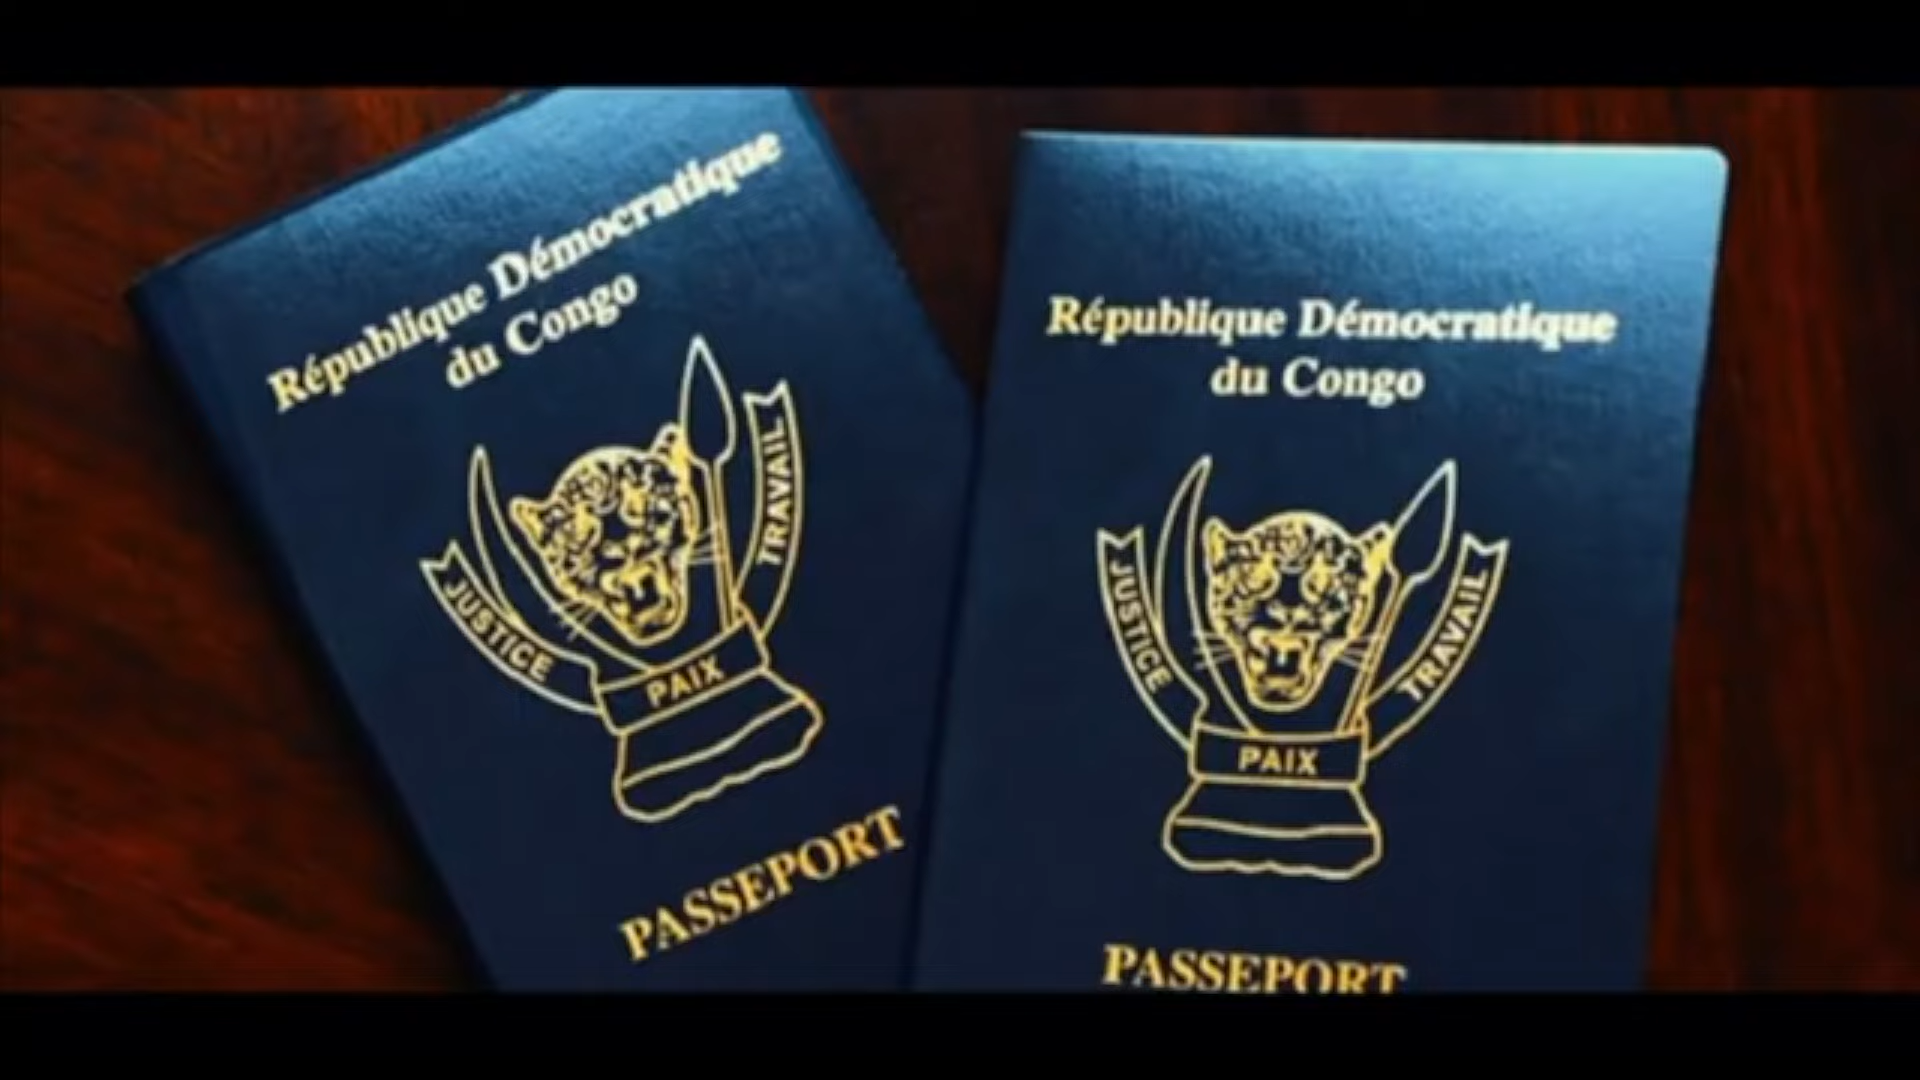 République Démocratique
du Congo
JUSTICE
PAIX
TRAVAIL
PASSEPORT
République Démocratique
du Congo
JUSTICE
PAIX
TRAVAIL
PASSEPORT